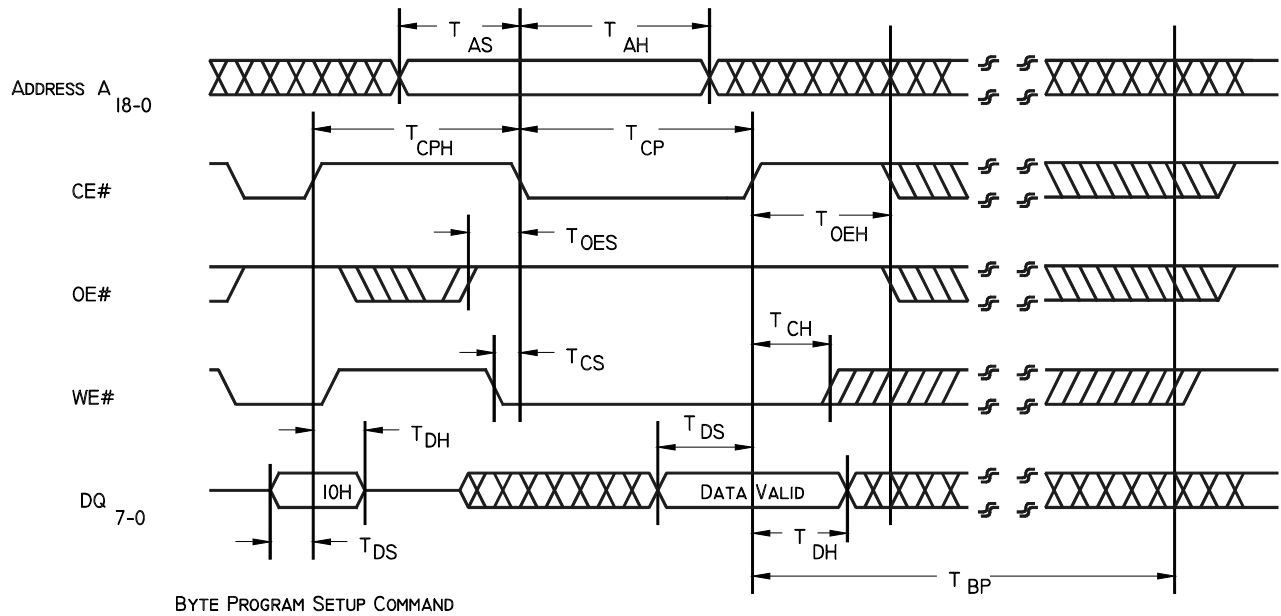 T AS
T AH
ADDRESS A 18-0
T CPH
T CP
CE#
T OES
T OEH
OE#
T CH
T CS
WE#
T DH
T DS
10H
DATA VALID
DQ 7-0
T DS
T DH
T BP
BYTE PROGRAM SETUP COMMAND